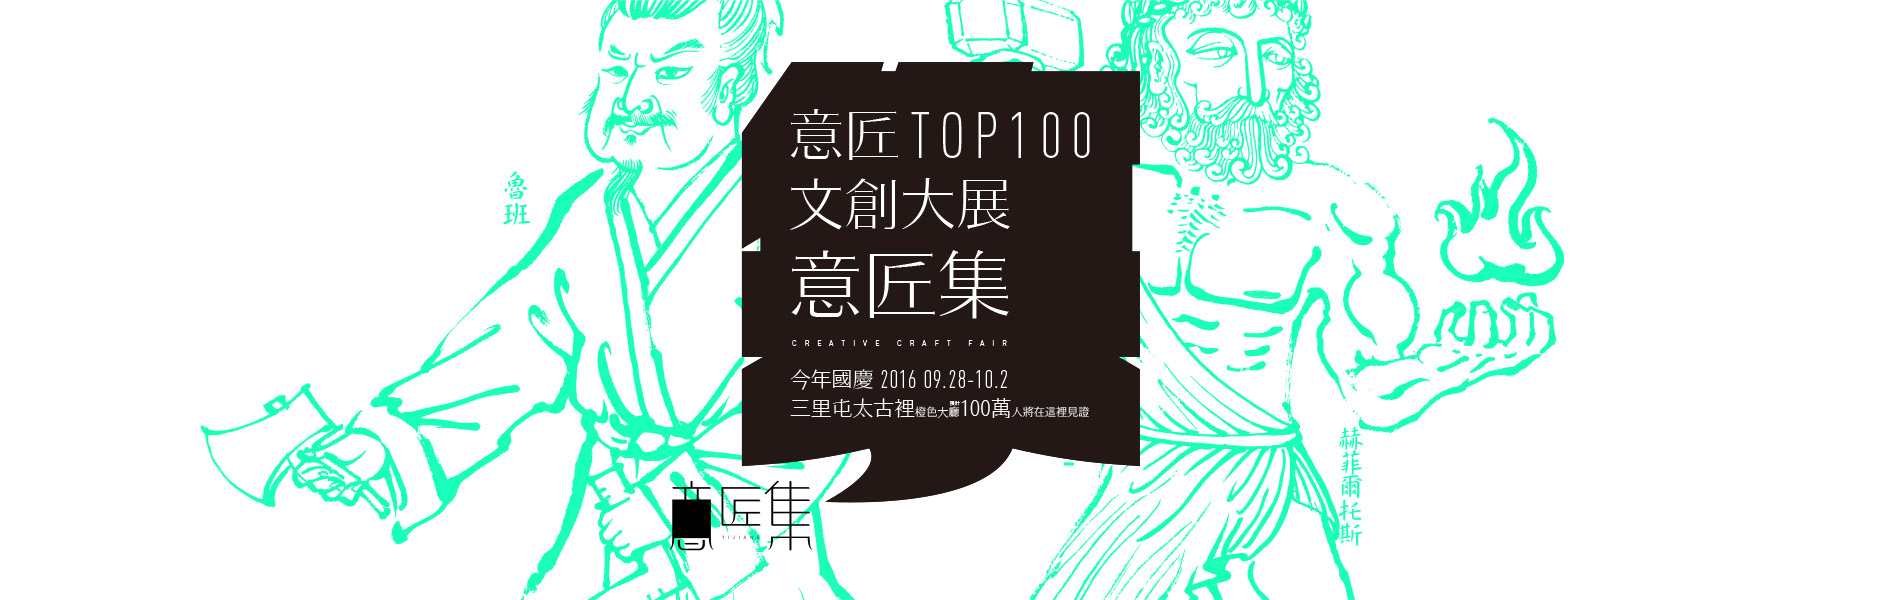 意匠TOP100
文創大展
意匠集
CREATIVE CRAFT FAIR
今年國慶 2016 09.28-10.2
三里屯太古裡橙色大廳預計100萬人將在這裡見證
魯班
赫菲爾托斯
意匠集
YIJIANG